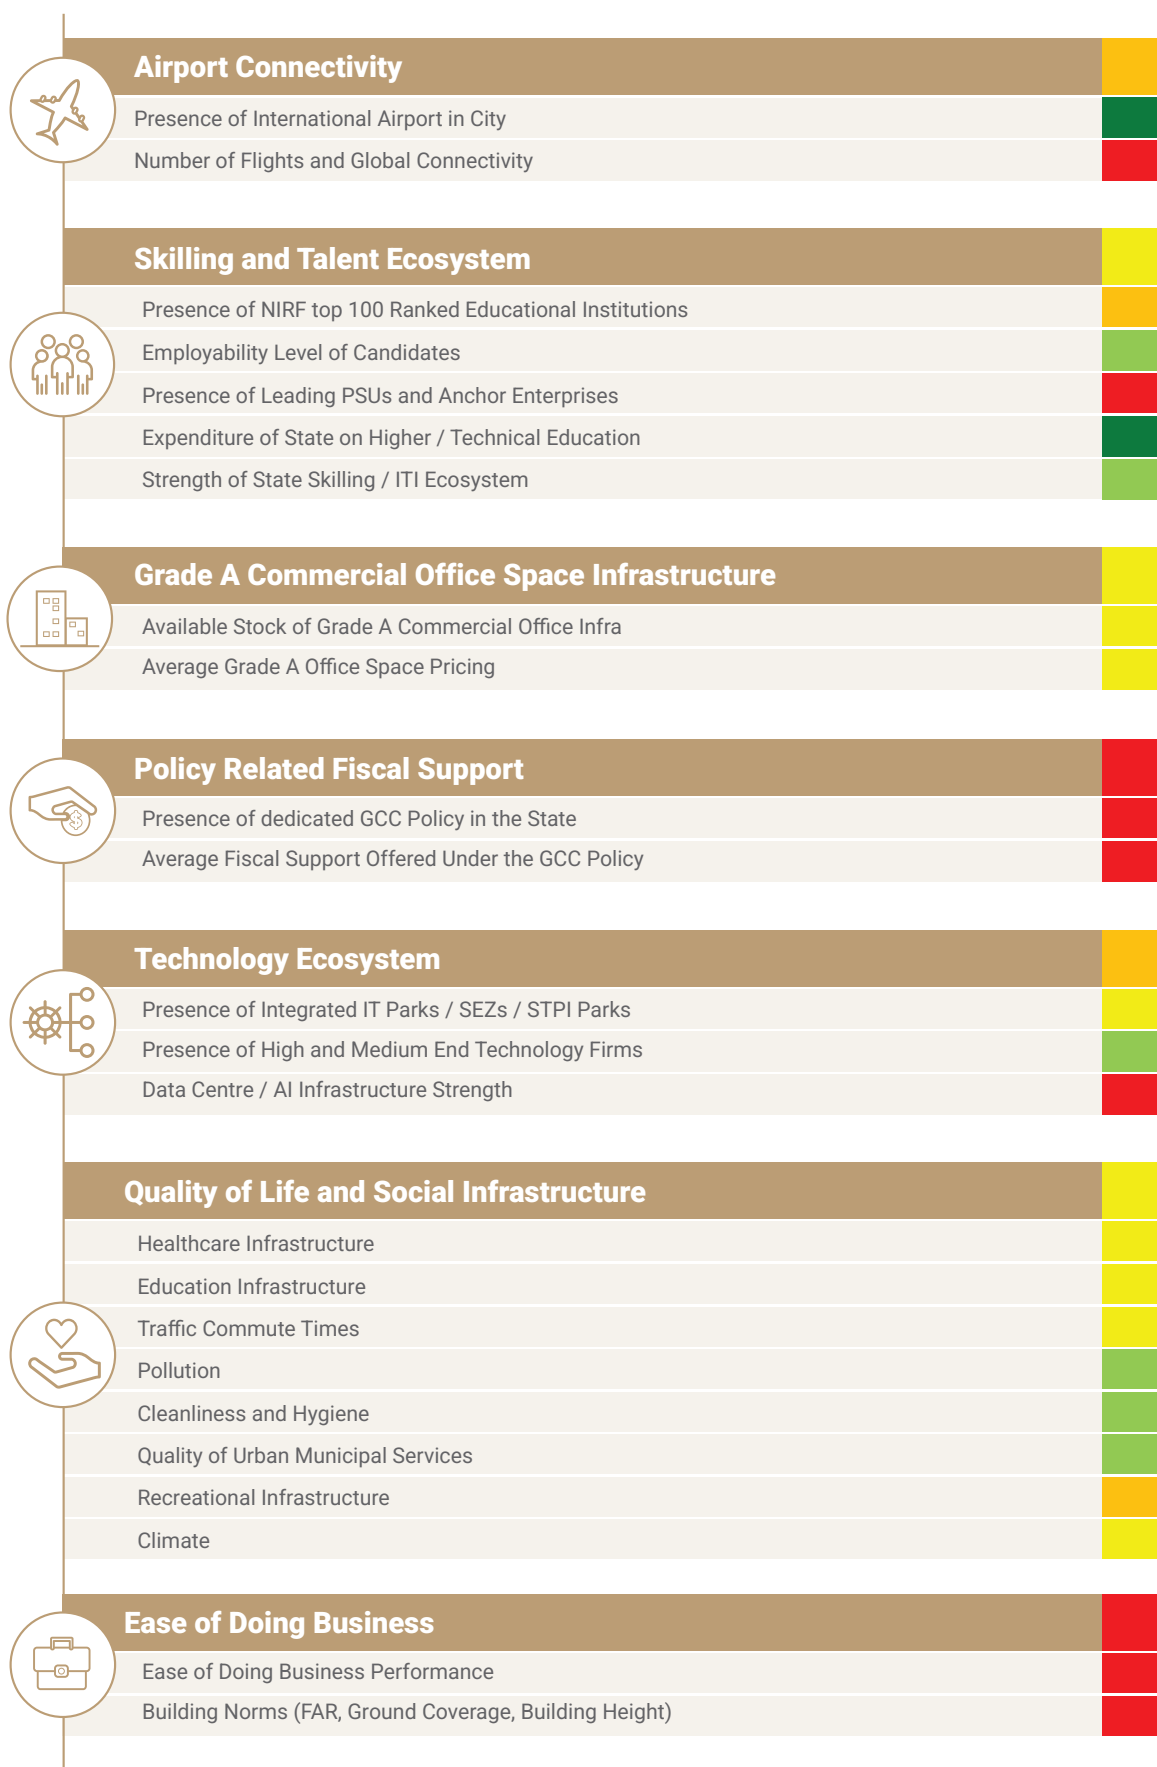 Airport Connectivity
Presence of International Airport in City
Number of Flights and Global Connectivity
Skilling and Talent Ecosystem
Presence of NIRF top 100 Ranked Educational Institutions
Employability Level of Candidates
Presence of Leading PSUs and Anchor Enterprises
Expenditure of State on Higher / Technical Education
Strength of State Skilling / ITI Ecosystem
Grade A Commercial Office Space Infrastructure
Available Stock of Grade A Commercial Office Infra
Average Grade A Office Space Pricing
Policy Related Fiscal Support
Presence of dedicated GCC Policy in the State
Average Fiscal Support Offered Under the GCC Policy
$
Technology Ecosystem
Presence of Integrated IT Parks / SEZs / STPI Parks
Presence of High and Medium End Technology Firms
Data Centre / AI Infrastructure Strength
Quality of Life and Social Infrastructure
Healthcare Infrastructure
Education Infrastructure
Traffic Commute Times
Pollution
Cleanliness and Hygiene
Quality of Urban Municipal Services
Recreational Infrastructure
Climate
Ease of Doing Business
Ease of Doing Business Performance
Building Norms (FAR, Ground Coverage, Building Height)